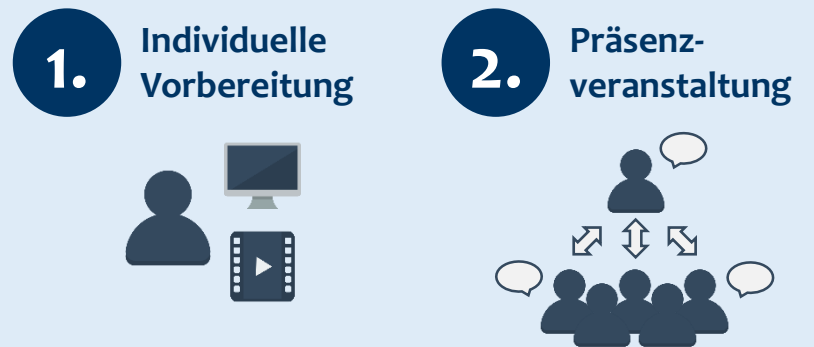 1.
Individuelle
Vorbereitung
2.
Präsenz-
veranstaltung